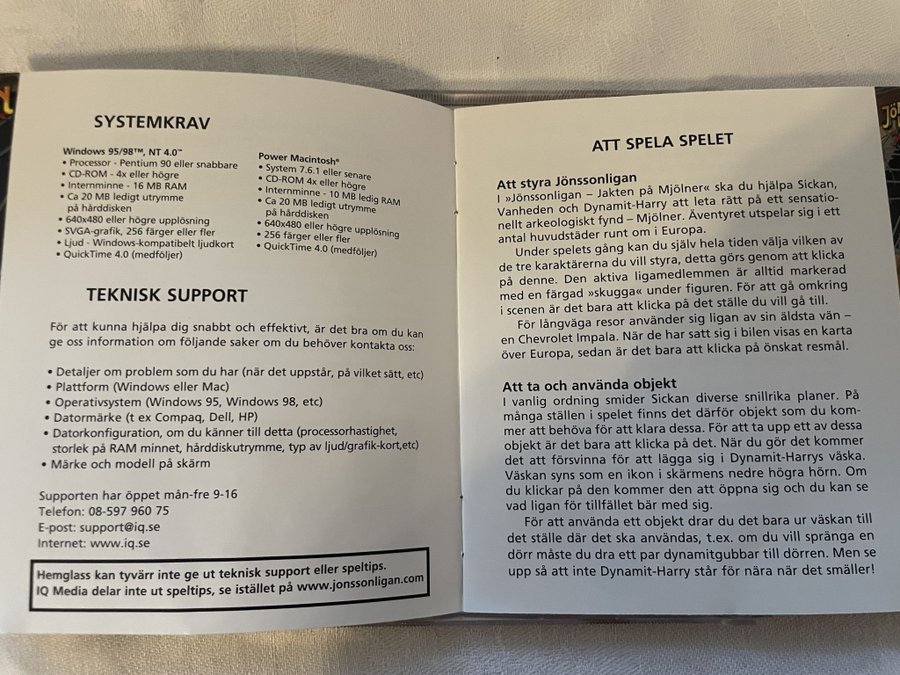 SYSTEMKRAV
Windows 95/98™, NT 4.0™
• Processor - Pentium 90 eller snabbare
• CD-ROM - 4x eller högre
• Internminne - 16 MB RAM
• Ca 20 MB ledigt utrymme
på hårddisken
• 640x480 eller högre upplösning
• SVGA-grafik, 256 färger eller fler
• Ljud - Windows-kompatibelt ljudkort
• QuickTime 4.0 (medföljer)
Power Macintosh®
• System 7.6.1 eller senare
• CD-ROM 4x eller högre
• Internminne - 10 MB ledig RAM
• Ca 20 MB ledigt utrymme
på hårddisken
• 640x480 eller högre upplösning
• 256 färger eller fler
• QuickTime 4.0 (medföljer)
TEKNISK SUPPORT
För att kunna hjälpa dig snabbt och effektivt, är det bra om du kan
ge oss information om följande saker om du behöver kontakta oss:
• Detaljer om problem som du har (när det uppstår, på vilket sätt, etc)
• Plattform (Windows eller Mac)
• Operativsystem (Windows 95, Windows 98, etc)
• Datormärke (t ex Compaq, Dell, HP)
• Datorkonfiguration, om du känner till detta (processorhastighet,
storlek på RAM minnet, hårddiskutrymme, typ av ljud/grafik-kort,etc)
• Märke och modell på skärm
Supporten har öppet mån-fre 9-16
Telefon: 08-597 960 75
E-post: support@iq.se
Internet: www.iq.se
Hemglass kan tyvärr inte ge ut teknisk support eller speltips.
IQ Media delar inte ut speltips, se istället på www.jonssonligan.com
ATT SPELA SPELET
Att styra Jönssonligan
I »Jönssonligan – Jakten på Mjölner« ska du hjälpa Sickan,
Vanheden och Dynamit-Harry att leta rätt på ett sensatio-
nellt arkeologiskt fynd – Mjölner. Äventyret utspelar sig i ett
antal huvudstäder runt om i Europa.
Under spelets gång kan du själv hela tiden välja vilken av
de tre karaktärerna du vill styra, detta görs genom att klicka
på denne. Den aktiva ligamedlemmen är alltid markerad
med en färgad »skugga« under figuren. För att gå omkring
i scenen är det bara att klicka på det ställe du vill gå till.
För långväga resor använder sig ligan av sin äldsta vän –
en Chevrolet Impala. När de har satt sig i bilen visas en karta
över Europa, sedan är det bara att klicka på önskat resmål.
Att ta och använda objekt
I vanlig ordning smider Sickan diverse snillrika planer. På
många ställen i spelet finns det därför objekt som du kom-
mer att behöva för att klara dessa. För att ta upp ett av dessa
objekt är det bara att klicka på det. När du gör det kommer
det att försvinna för att lägga sig i Dynamit-Harrys väska.
Väskan syns som en ikon i skärmens nedre högra hörn. Om
du klickar på den kommer den att öppna sig och du kan se
vad ligan för tillfället bär med sig.
För att använda ett objekt drar du det bara ur väskan till
det ställe där det ska användas, t.ex. om du vill spränga en
dörr måste du dra ett par dynamitgubbar till dörren. Men se
upp så att inte Dynamit-Harry står för nära när det smäller!